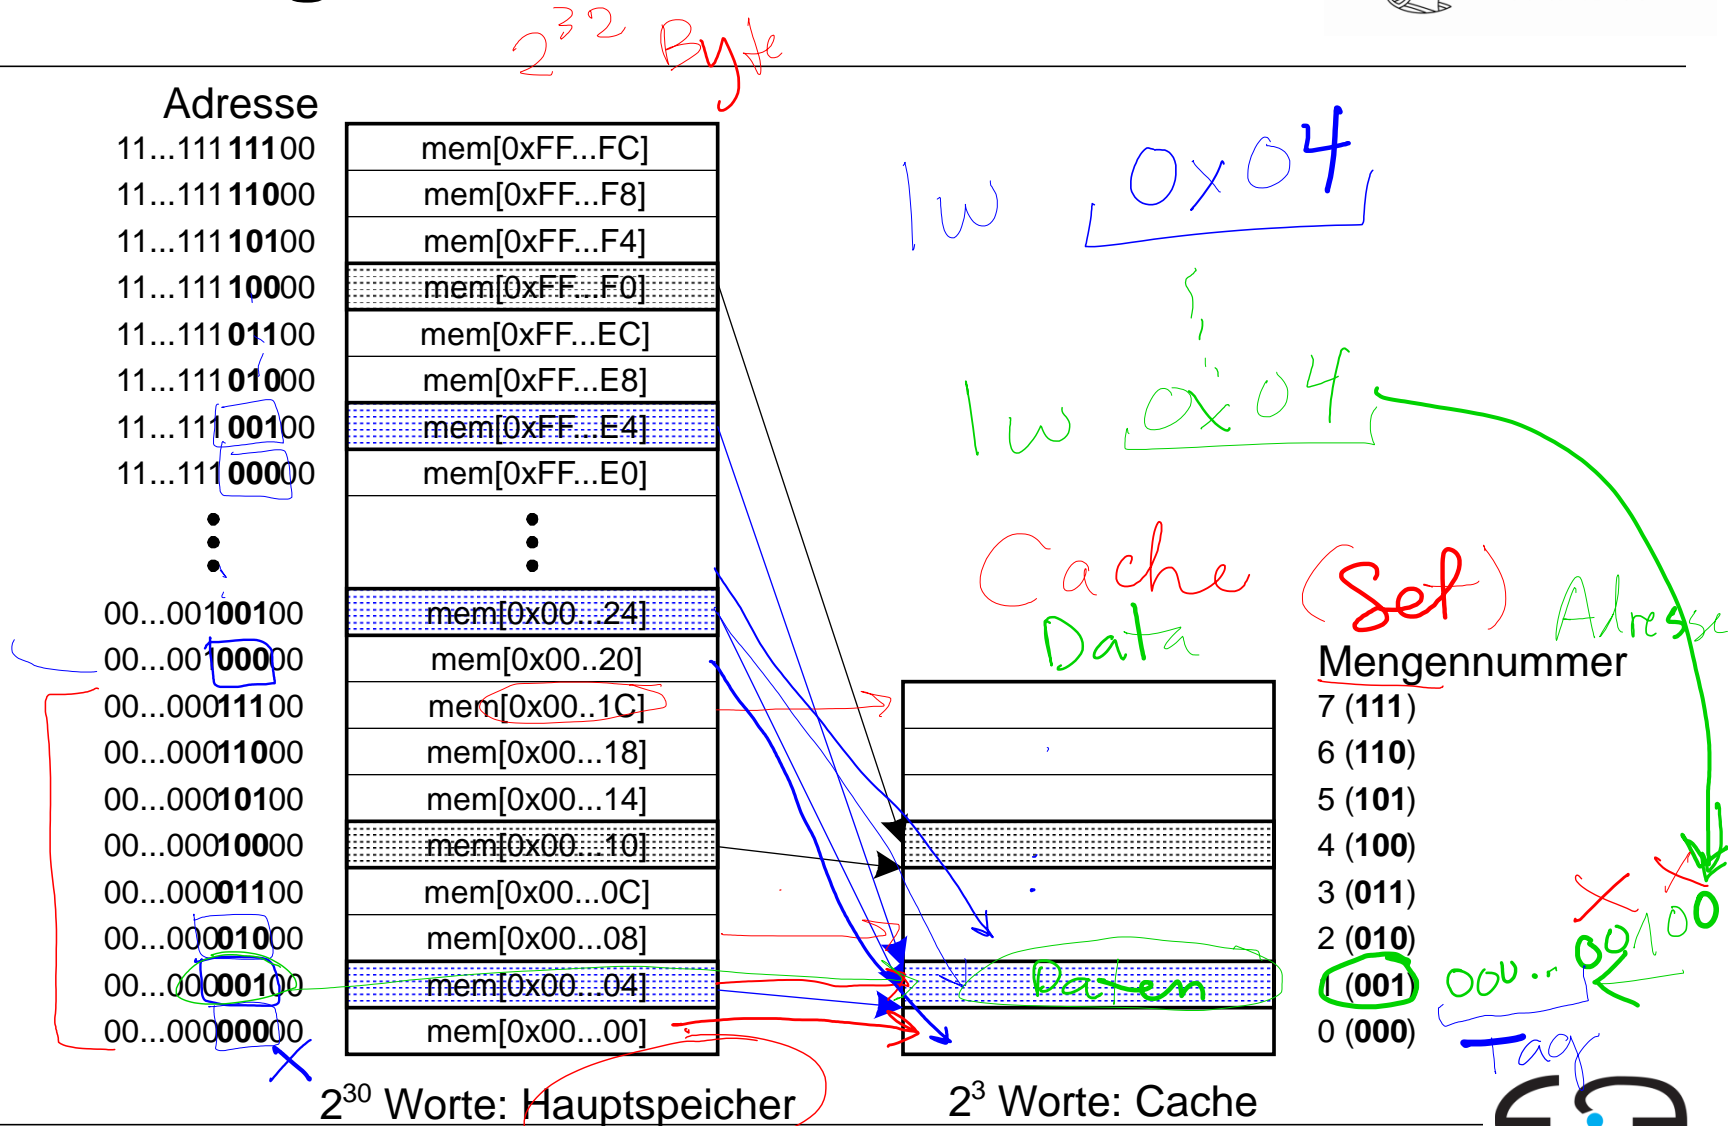 2^32 Byte
Adresse
11...11111100 mem[0xFF...FC]
11...11111000 mem[0xFF...F8]
11...11110100 mem[0xFF...F4]
11...11110000 mem[0xFF...F0]
11...11101100 mem[0xFF...EC]
11...11101000 mem[0xFF...E8]
11...11100100 mem[0xFF...E4]
11...11100000 mem[0xFF...E0]
lw 0x04
lw 0x04
00...00100100 mem[0x00...24]
00...00100000 mem[0x00..20]
00...00011100 mem[0x00..1C]
00...00011000 mem[0x00...18]
00...00010100 mem[0x00...14]
00...00010000 mem[0x00...10]
00...00001100 mem[0x00...0C]
00...00001000 mem[0x00...08]
00...00000100 mem[0x00...04]
00...00000000 mem[0x00...00]
2^30 Worte: Hauptspeicher
Cache (Set)
Data
Adresse
Mengennummer
7 (111)
6 (110)
5 (101)
4 (100)
3 (011)
2 (010)
Daten 1 (001) 000.. 00100
0 (000)
Tag
2^3 Worte: Cache